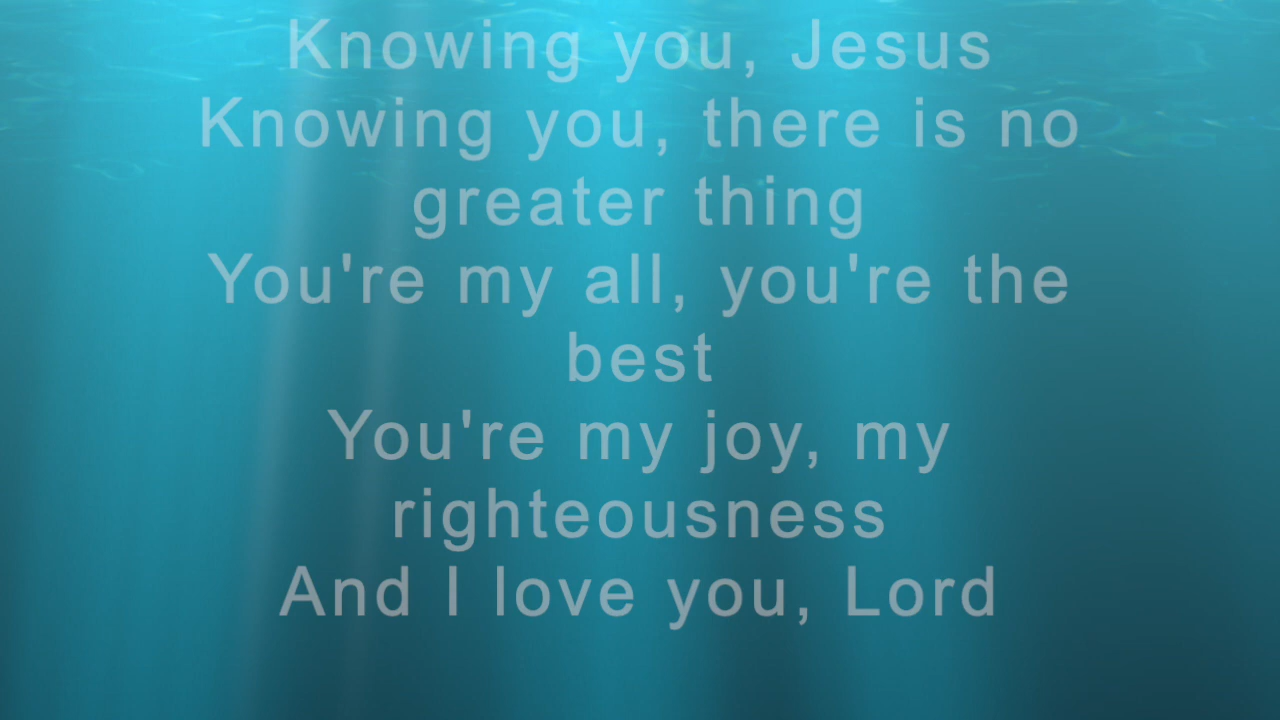 Knowing you, Jesus
Knowing you, there is no
greater thing
You're my all, you're the
best
You're my joy, my
righteousness
And I love you, Lord